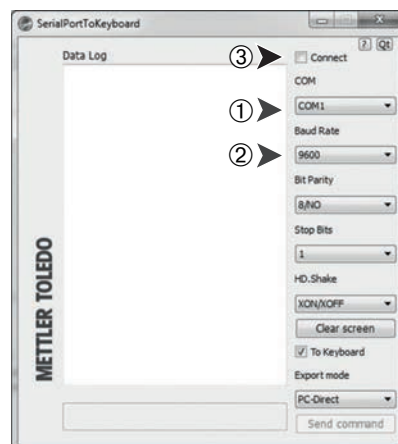 SerialPortToKeyboard
? Qt
Data Log
③ Connect
COM
① COM1
Baud Rate
② 9600
Bit Parity
8/NO
Stop Bits
1
HD.Shake
XON/XOFF
Clear screen
To Keyboard
Export mode
PC-Direct
Send command
METTLER TOLEDO